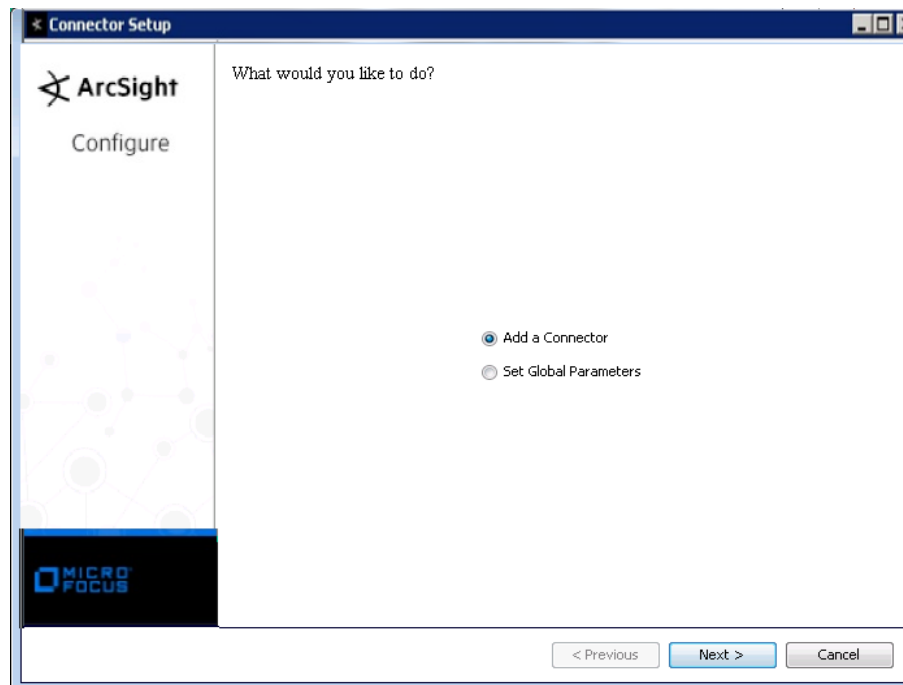 Connector Setup
ArcSight
Configure
What would you like to do?
Add a Connector
Set Global Parameters
MICRO
FOCUS
< Previous
Next >
Cancel